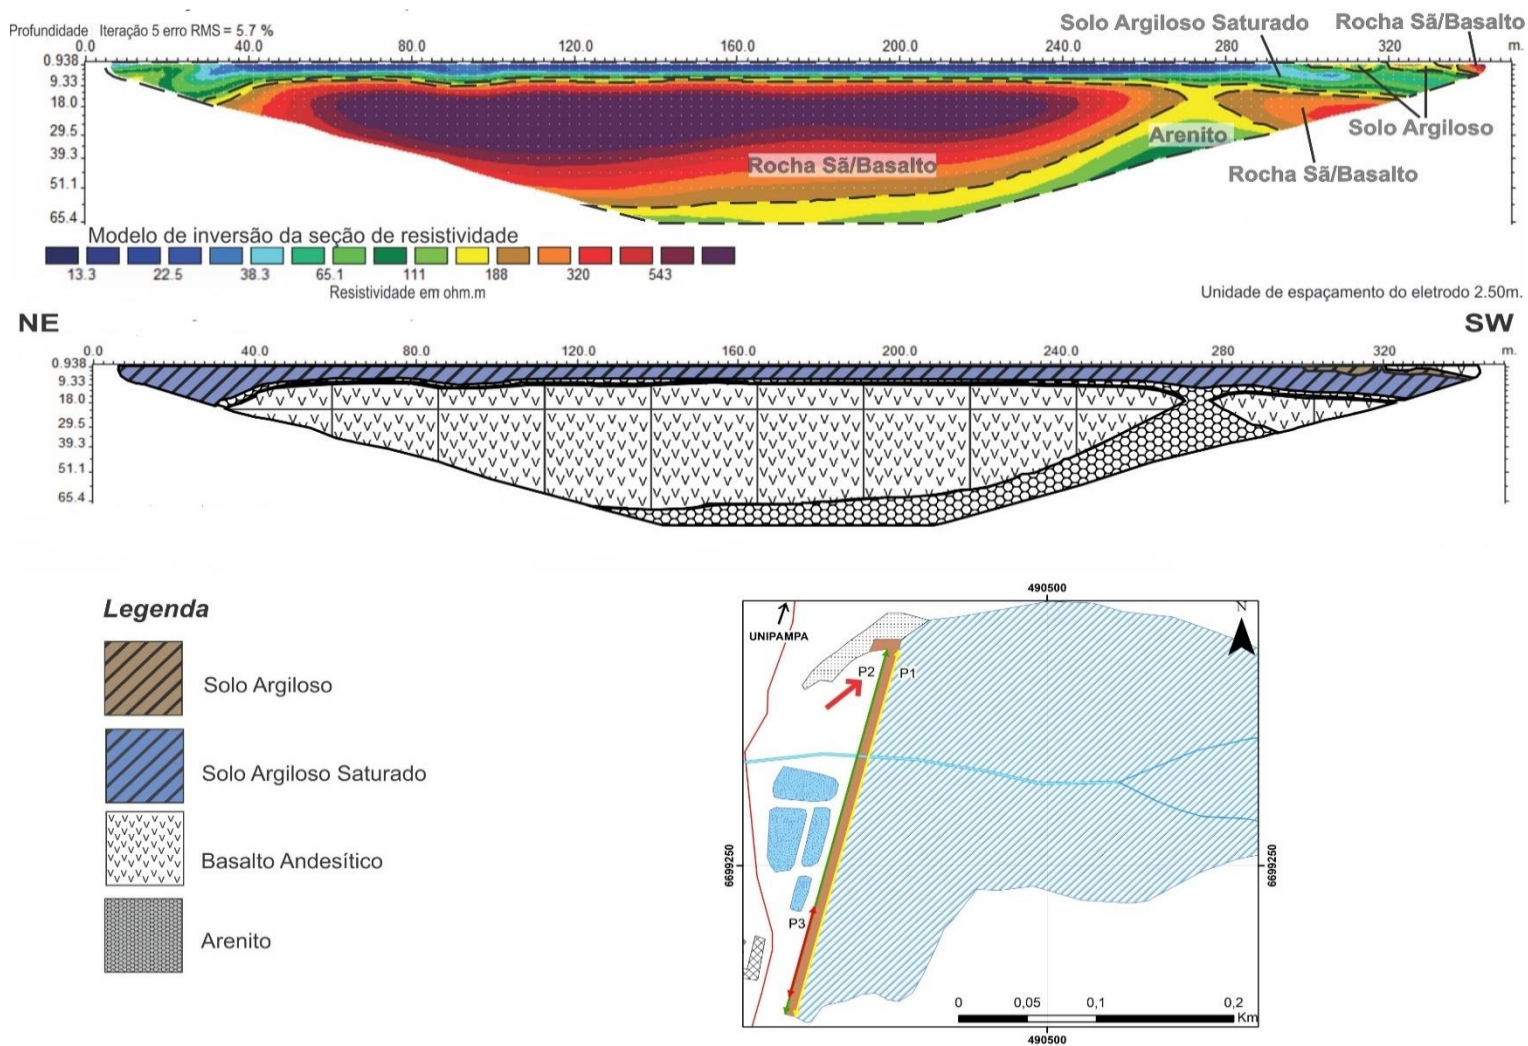 Solo Argiloso Saturado Rocha Sã/Basalto
Profundidade Iteração 5 erro RMS = 5.7 %
0.0 40.0 80.0 120.0 160.0 200.0 240.0 280 320 m.
0.938
9.33
18.0
29.5
39.3
51.1
65.4
Arenito
Solo Argiloso
Rocha Sã/Basalto
Rocha Sã/Basalto
Modelo de inversão da seção de resistividade
13.3 22.5 38.3 65.1 111 188 320 543
Resistividade em ohm.m
Unidade de espaçamento do eletrodo 2.50m.
NE SW
0.0 40.0 80.0 120.0 160.0 200.0 240.0 280 320 m.
0.938
9.33
18.0
29.5
39.3
51.1
65.4
Legenda
Solo Argiloso
Solo Argiloso Saturado
Basalto Andesítico
Arenito
490500
N
UNIPAMPA
P2 P1
6699250 6699250
P3
0 0,05 0,1 0,2
Km
490500